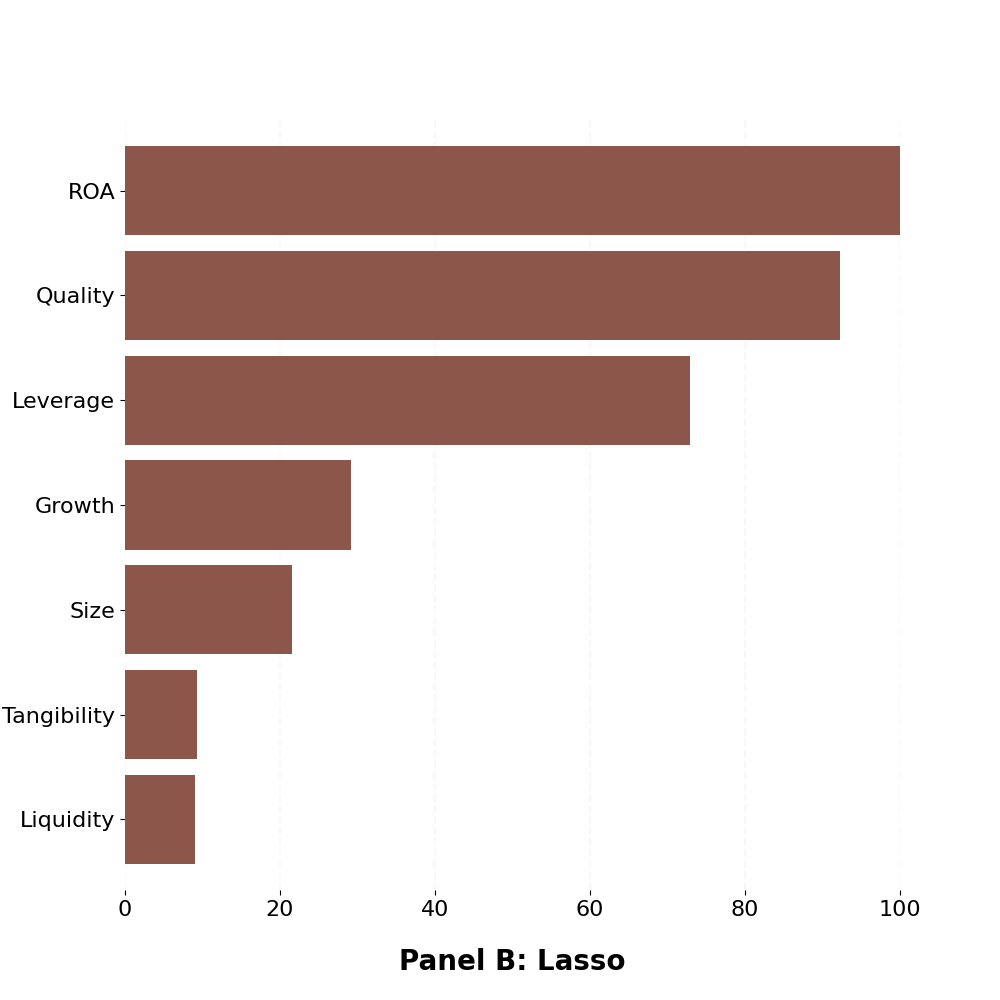 ROA
Quality
Leverage
Growth
Size
Tangibility
Liquidity
0 20 40 60 80 100
Panel B: Lasso